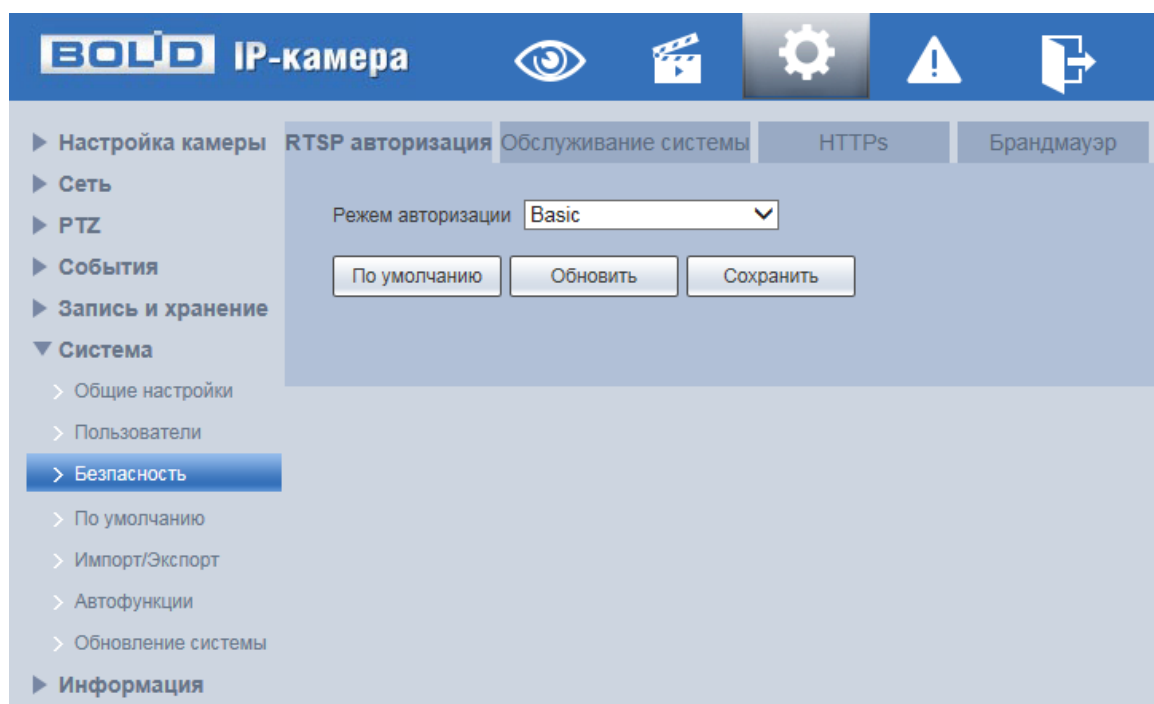 BOLID IP-камера
RTSP авторизация Обслуживание системы HTTPs Брандмауэр
Режем авторизации Basic
По умолчанию Обновить Сохранить
Настройка камеры
Сеть
PTZ
События
Запись и хранение
Система
Общие настройки
Пользователи
Безпасность
По умолчанию
Импорт/Экспорт
Автофункции
Обновление системы
Информация